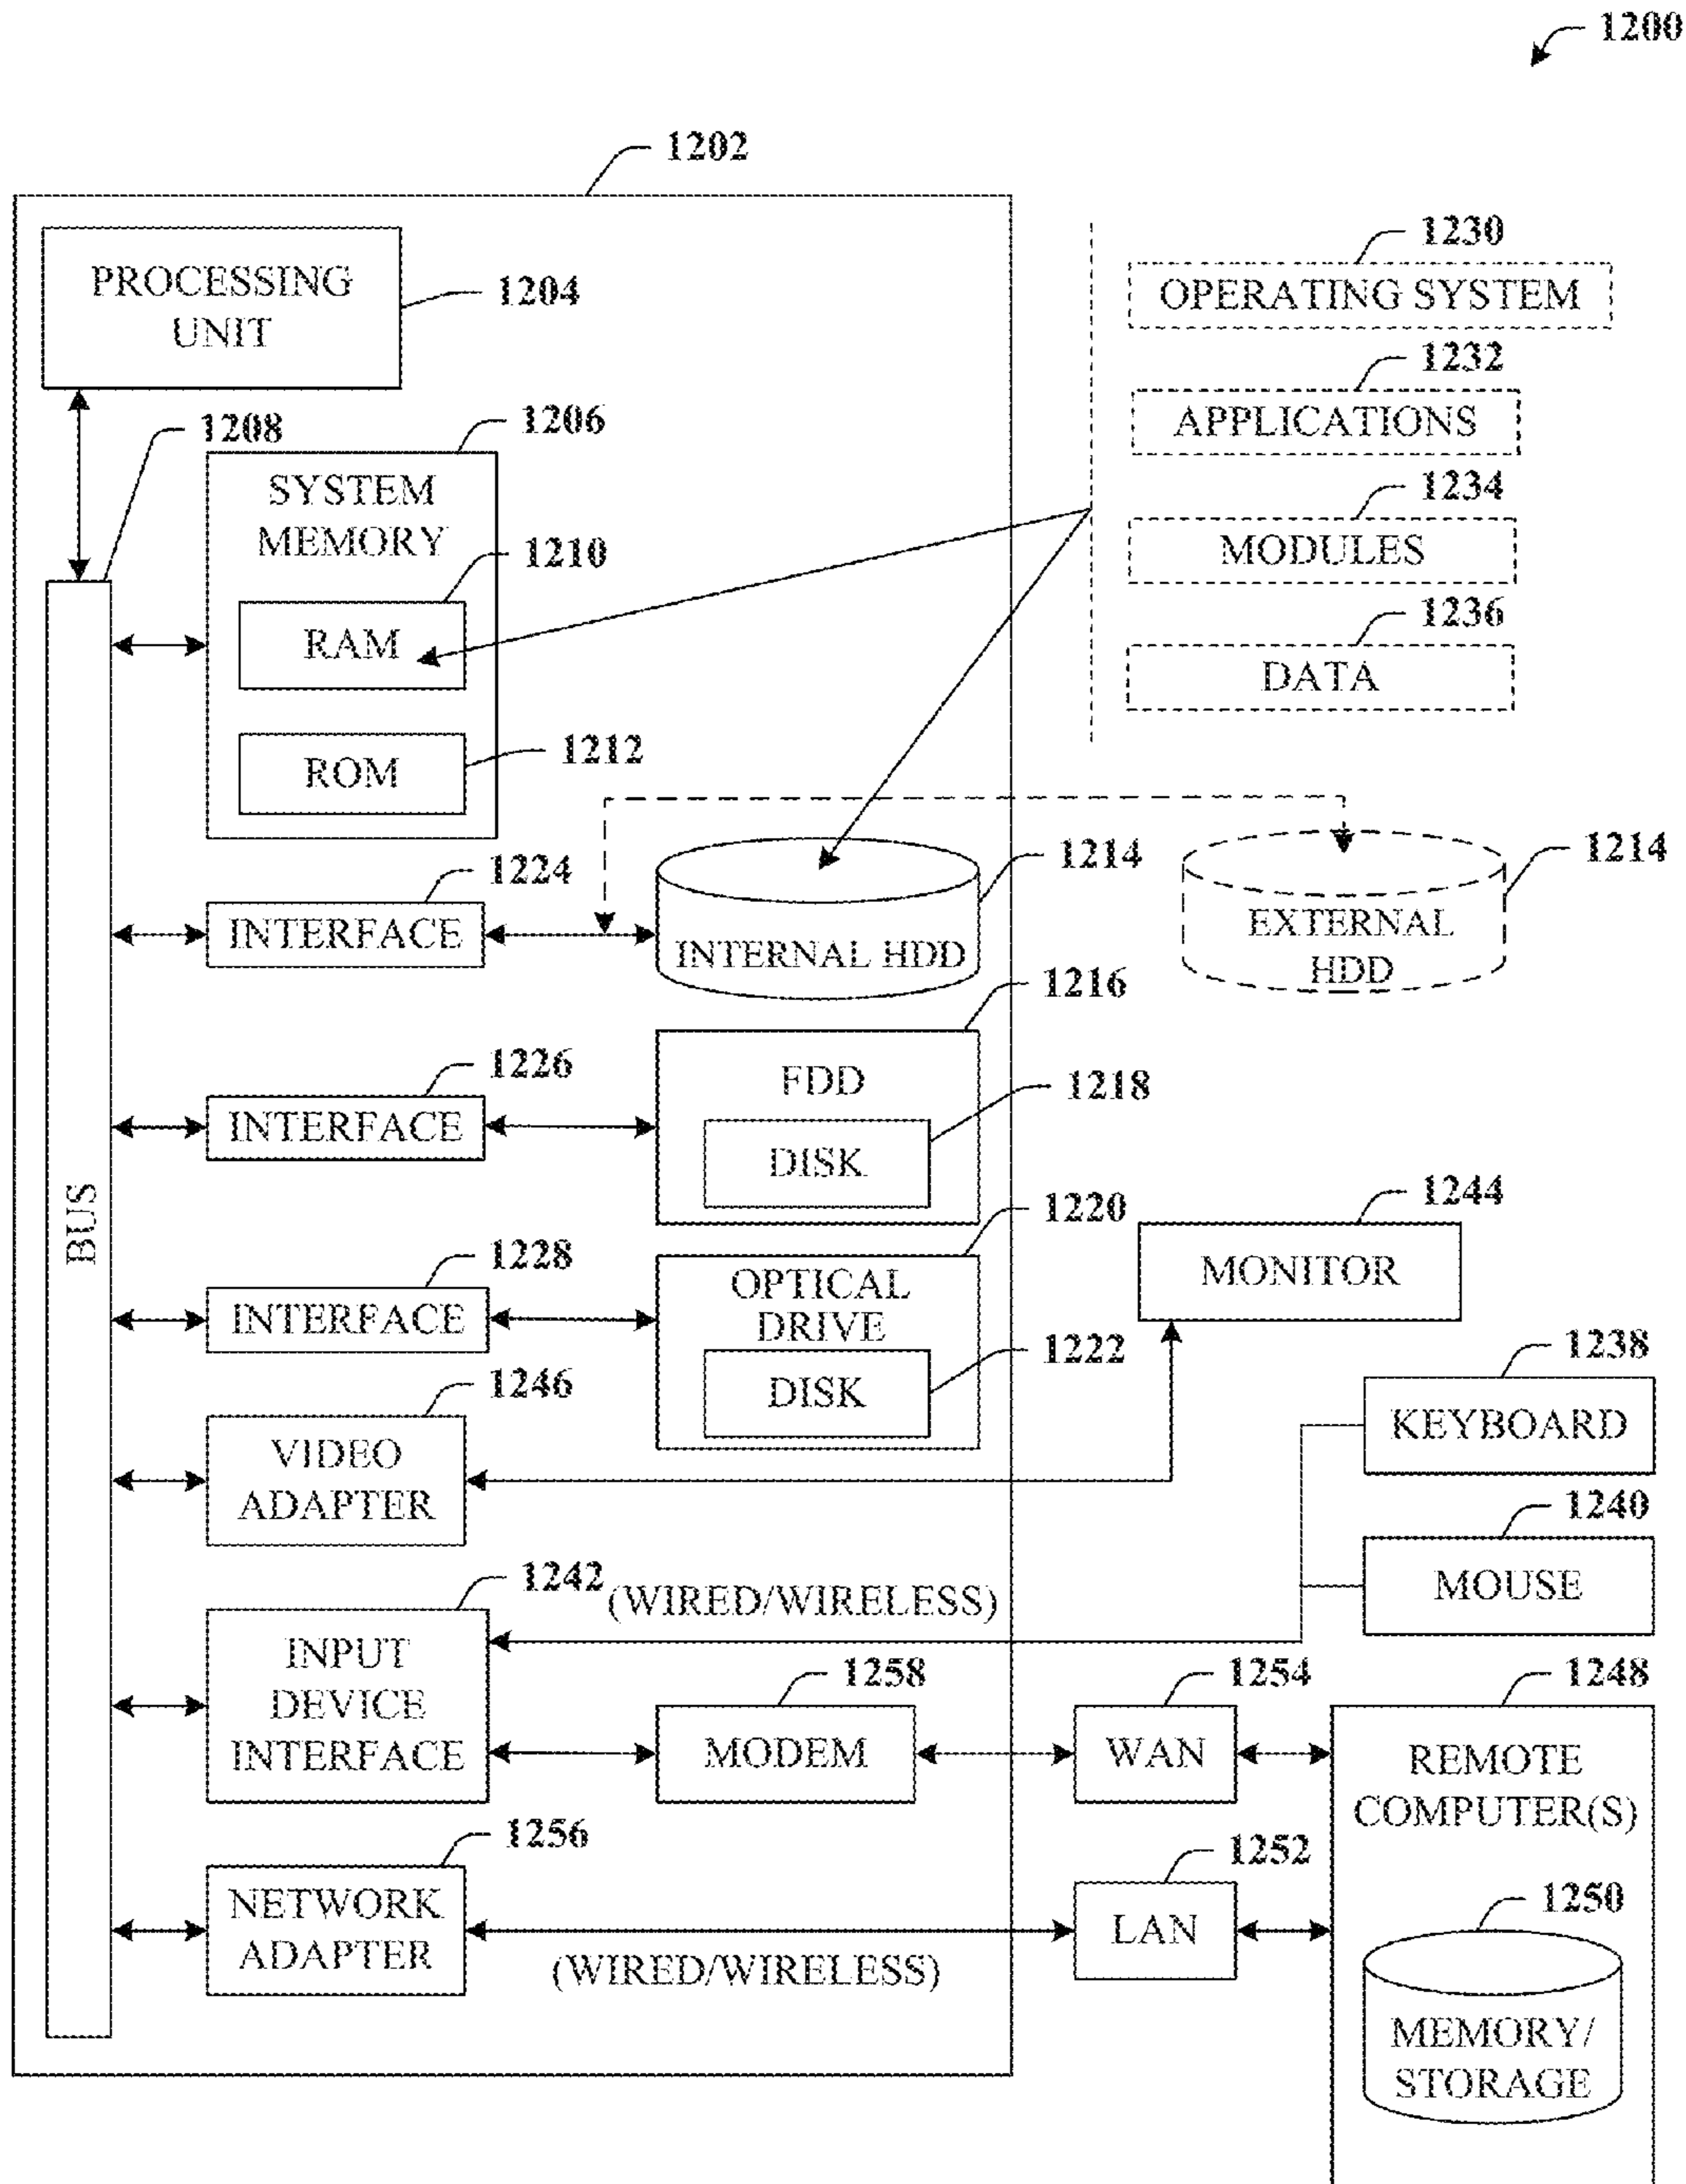 1200
1202
PROCESSING
UNIT
1204
1230
OPERATING SYSTEM
1232
APPLICATIONS
1234
MODULES
1236
DATA
1208
1206
SYSTEM
MEMORY
1210
RAM
1212
ROM
BUS
1224
INTERFACE
1214
INTERNAL HDD
1214
EXTERNAL
HDD
1226
INTERFACE
1216
FDD
1218
DISK
1228
INTERFACE
1220
OPTICAL
DRIVE
1222
DISK
1244
MONITOR
1246
VIDEO
ADAPTER
1238
KEYBOARD
1240
MOUSE
1242
(WIRED/WIRELESS)
INPUT
DEVICE
INTERFACE
1258
MODEM
1254
WAN
1248
REMOTE
COMPUTER(S)
1256
NETWORK
ADAPTER
(WIRED/WIRELESS)
1252
LAN
1250
MEMORY/
STORAGE